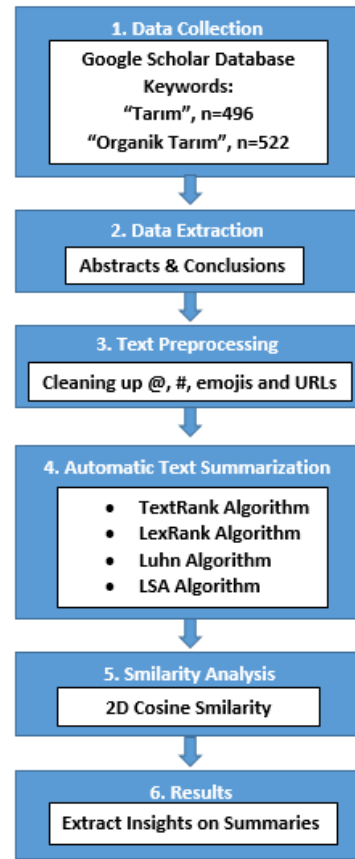 1. Data Collection
Google Scholar Database
Keywords:
“Tarım”, n=496
“Organik Tarım”, n=522
2. Data Extraction
Abstracts & Conclusions
3. Text Preprocessing
Cleaning up @, #, emojis and URLs
4. Automatic Text Summarization
• TextRank Algorithm
• LexRank Algorithm
• Luhn Algorithm
• LSA Algorithm
5. Smilarity Analysis
2D Cosine Smilarity
6. Results
Extract Insights on Summaries